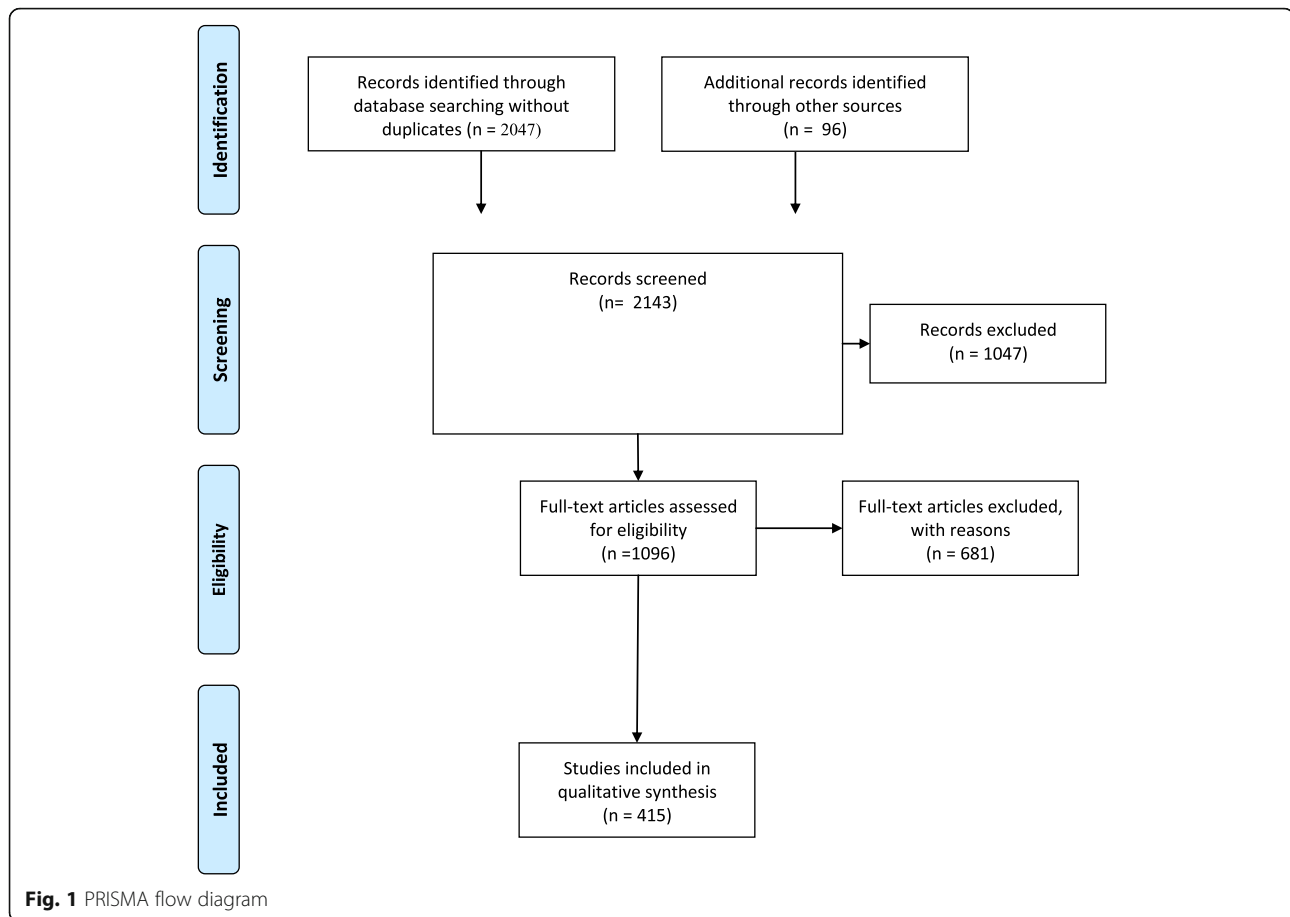 Identification
Records identified through
database searching without
duplicates (n = 2047)
Additional records identified
through other sources
(n = 96)
Screening
Records screened
(n= 2143)
Records excluded
(n = 1047)
Eligibility
Full-text articles assessed
for eligibility
(n =1096)
Full-text articles excluded,
with reasons
(n = 681)
Included
Studies included in
qualitative synthesis
(n = 415)
Fig. 1 PRISMA flow diagram